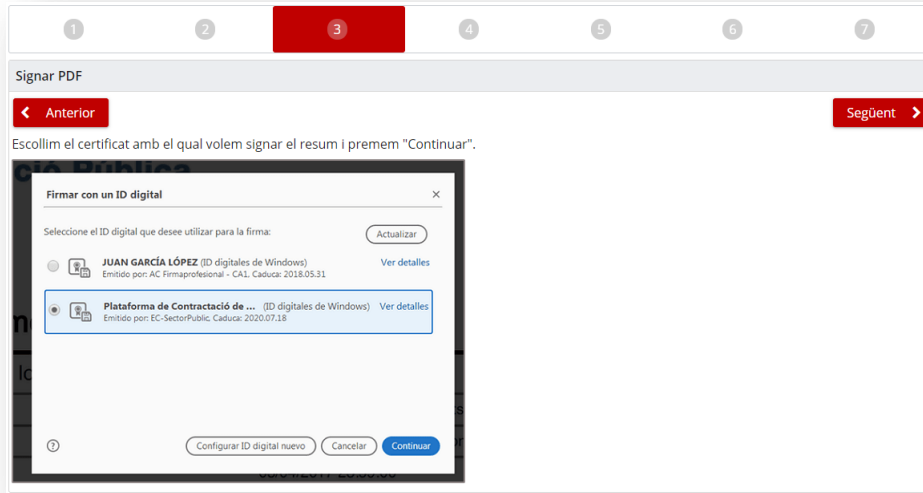 1 2 3 4 5 6 7
Signar PDF
Anterior
Següent
Escollim el certificat amb el qual volem signar el resum i premem "Continuar".
ció Pública
Firmar con un ID digital
Seleccione el ID digital que desee utilizar para la firma:
Actualizar
JUAN GARCÍA LÓPEZ (ID digitales de Windows) Ver detalles
Emitido por: AC Firmaprofesional - CA1, Caduca: 2018.05.31
Plataforma de Contractació de ... (ID digitales de Windows) Ver detalles
Emitido por: EC-SectorPublic, Caduca: 2020.07.18
? Configurar ID digital nuevo Cancelar Continuar